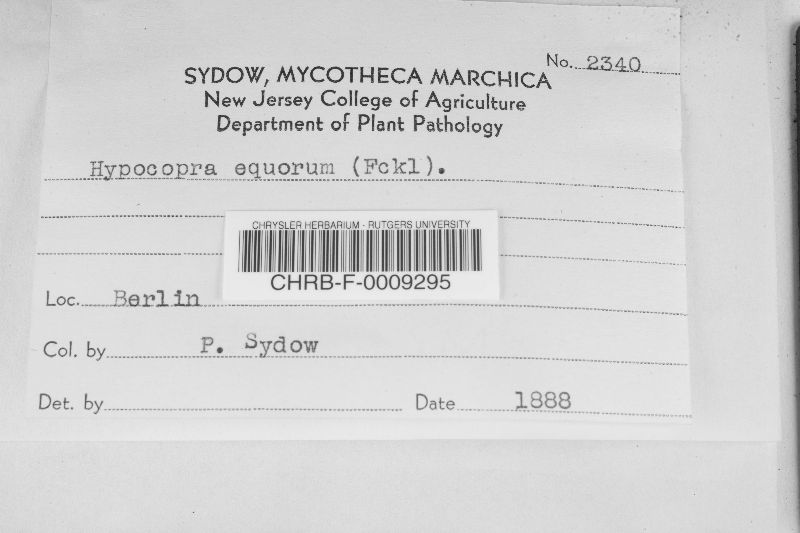 No. 2340
SYDOW, MYCOTHECA MARCHICA
New Jersey College of Agriculture
Department of Plant Pathology
Hypocopra equorum (Fckl).
CHRYSLER HERBARIUM - RUTGERS UNIVERSITY
CHRB-F-0009295
Loc. Berlin
Col. by P. Sydow
Det. by Date 1888